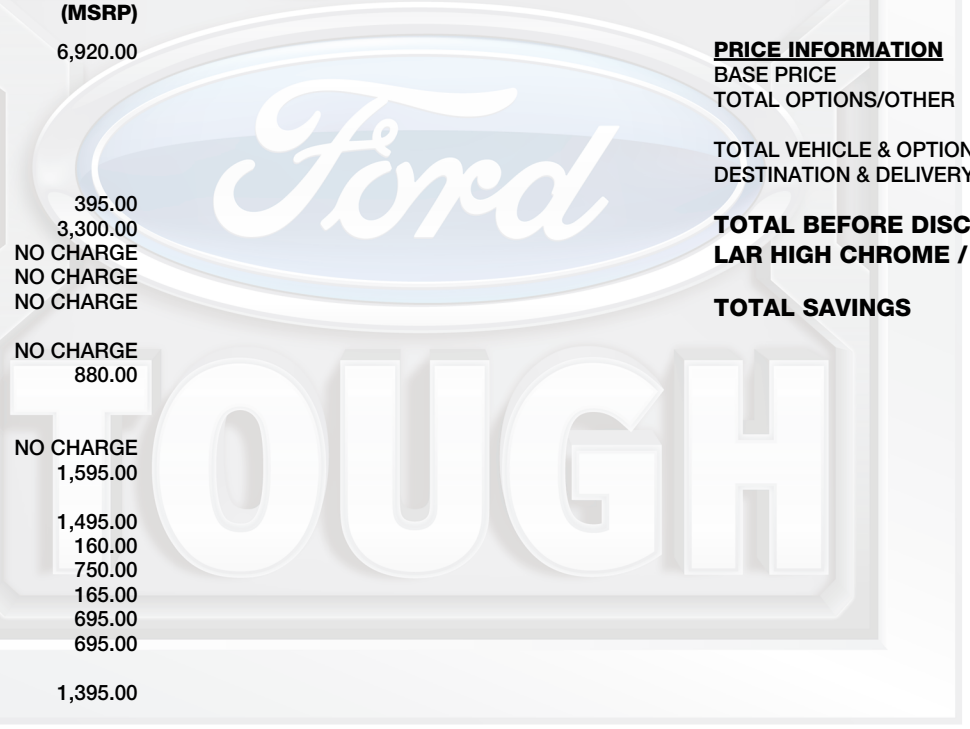 (MSRP)
6,920.00
395.00
3,300.00
NO CHARGE
NO CHARGE
NO CHARGE
NO CHARGE
880.00
NO CHARGE
1,595.00
1,495.00
160.00
750.00
165.00
695.00
695.00
1,395.00
Ford
TOUGH
PRICE INFORMATION
BASE PRICE
TOTAL OPTIONS/OTHER
TOTAL VEHICLE & OPTION
DESTINATION & DELIVERY
TOTAL BEFORE DISC
LAR HIGH CHROME /
TOTAL SAVINGS